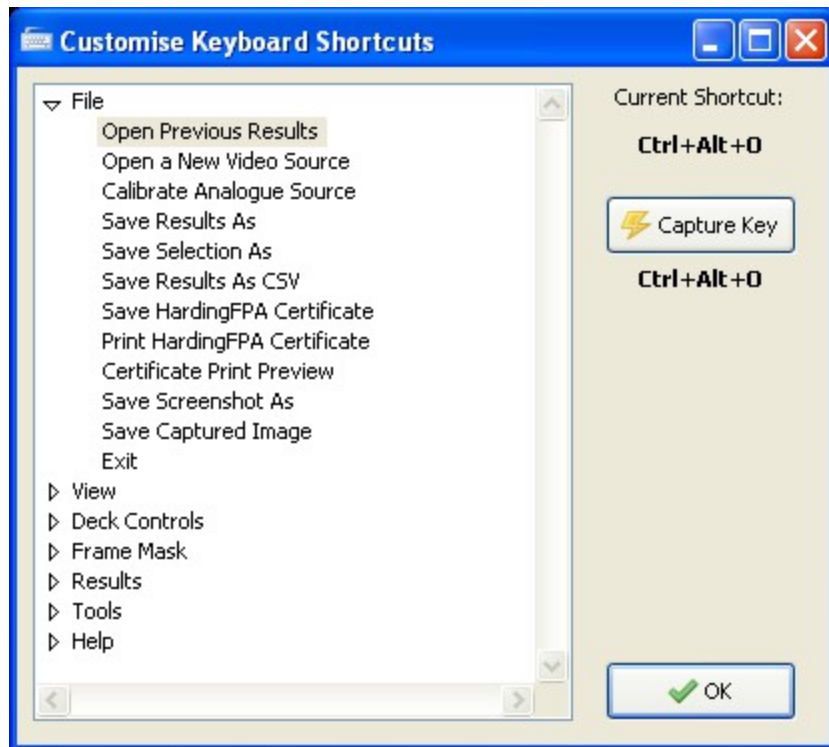 Customise Keyboard Shortcuts
File
Open Previous Results
Open a New Video Source
Calibrate Analogue Source
Save Results As
Save Selection As
Save Results As CSV
Save HardingFPA Certificate
Print HardingFPA Certificate
Certificate Print Preview
Save Screenshot As
Save Captured Image
Exit
View
Deck Controls
Frame Mask
Results
Tools
Help
Current Shortcut:
Ctrl+Alt+O
Capture Key
Ctrl+Alt+O
OK